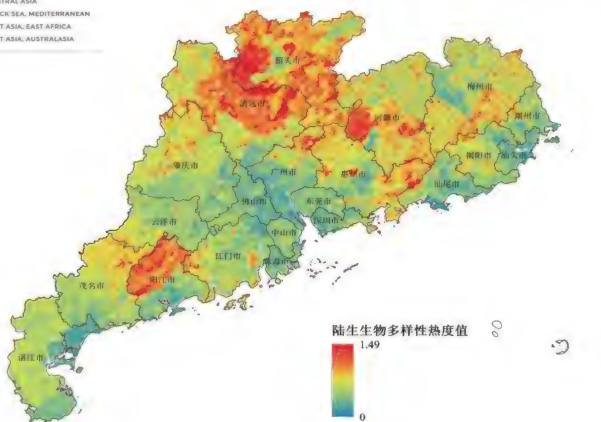 TRAL ASIA
CK SEA, MEDITERRANEAN
T ASIA, EAST AFRICA
T ASIA, AUSTRALASIA
韶关市
清远市
梅州市
河源市
潮州市
肇庆市
揭阳市
汕头市
广州市
惠州市
汕尾市
佛山市
东莞市
云浮市
深圳市
中山市
江门市
珠海市
阳江市
茂名市
湛江市
陆生生物多样性热度值
1.49
0